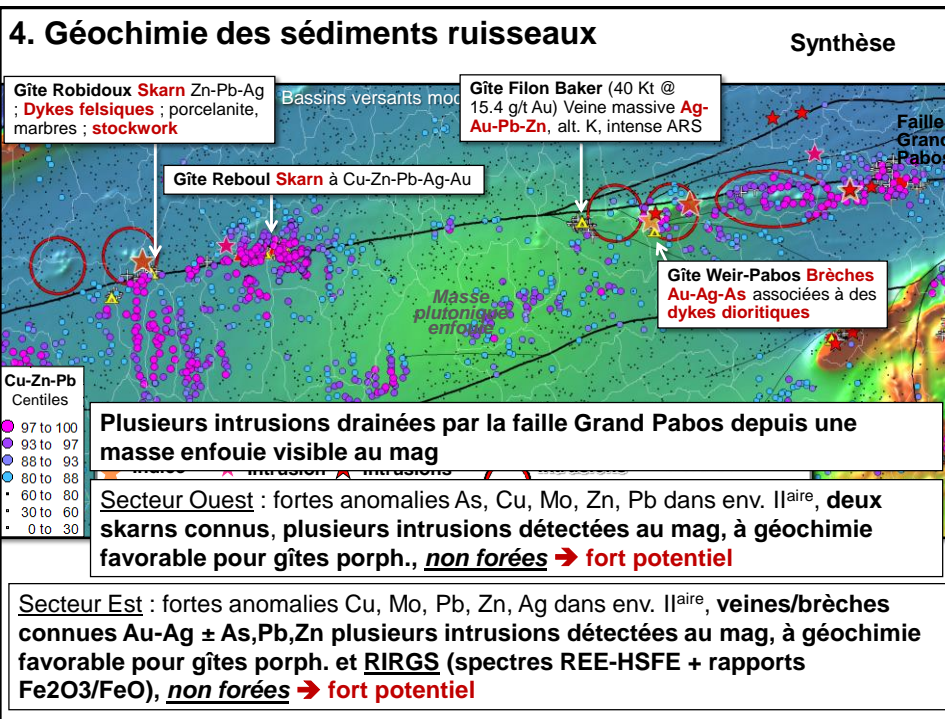 4. Géochimie des sédiments ruisseaux
Synthèse
Gîte Robidoux Skarn Zn-Pb-Ag
; Dykes felsiques ; porcelanite,
marbres ; stockwork
Bassins versants
Gîte Filon Baker (40 Kt @
15.4 g/t Au) Veine massive Ag-
Au-Pb-Zn, alt. K, intense ARS
Faille
Grand
Pabos
Gîte Reboul Skarn à Cu-Zn-Pb-Ag-Au
Gîte Weir-Pabos Brèches
Au-Ag-As associées à des
dykes dioritiques
Masse
plutonique
enfouie
Cu-Zn-Pb
Centiles
97 to 100
93 to 97
88 to 93
80 to 88
60 to 80
30 to 60
0 to 30
Plusieurs intrusions drainées par la faille Grand Pabos depuis une
masse enfouie visible au mag
Indice Intrusion Intrusions Intrusions
Secteur Ouest : fortes anomalies As, Cu, Mo, Zn, Pb dans env. IIaire, deux
skarns connus, plusieurs intrusions détectées au mag, à géochimie
favorable pour gîtes porph., non forées ➔ fort potentiel
Secteur Est : fortes anomalies Cu, Mo, Pb, Zn, Ag dans env. IIaire, veines/brèches
connues Au-Ag ± As,Pb,Zn plusieurs intrusions détectées au mag, à géochimie
favorable pour gîtes porph. et RIRGS (spectres REE-HSFE + rapports
Fe2O3/FeO), non forées ➔ fort potentiel